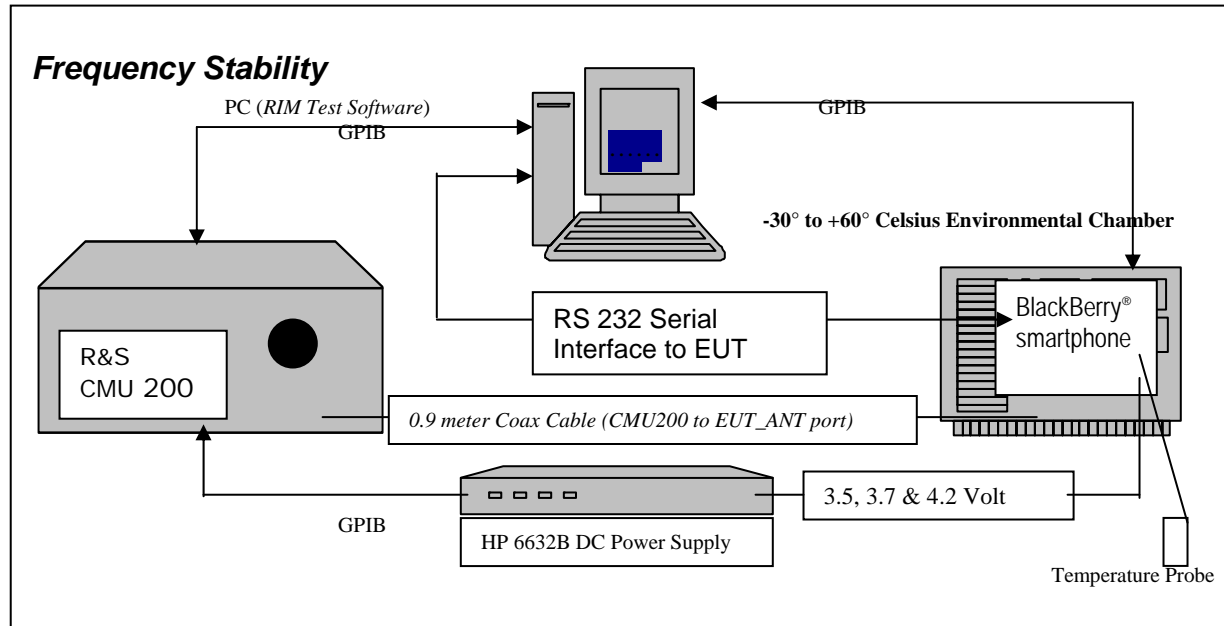 Frequency Stability
PC (RIM Test Software)
GPIB
GPIB
-30° to +60° Celsius Environmental Chamber
RS 232 Serial
Interface to EUT
BlackBerry®
smartphone
R&S
CMU 200
0.9 meter Coax Cable (CMU200 to EUT_ANT port)
3.5, 3.7 & 4.2 Volt
GPIB
HP 6632B DC Power Supply
Temperature Probe